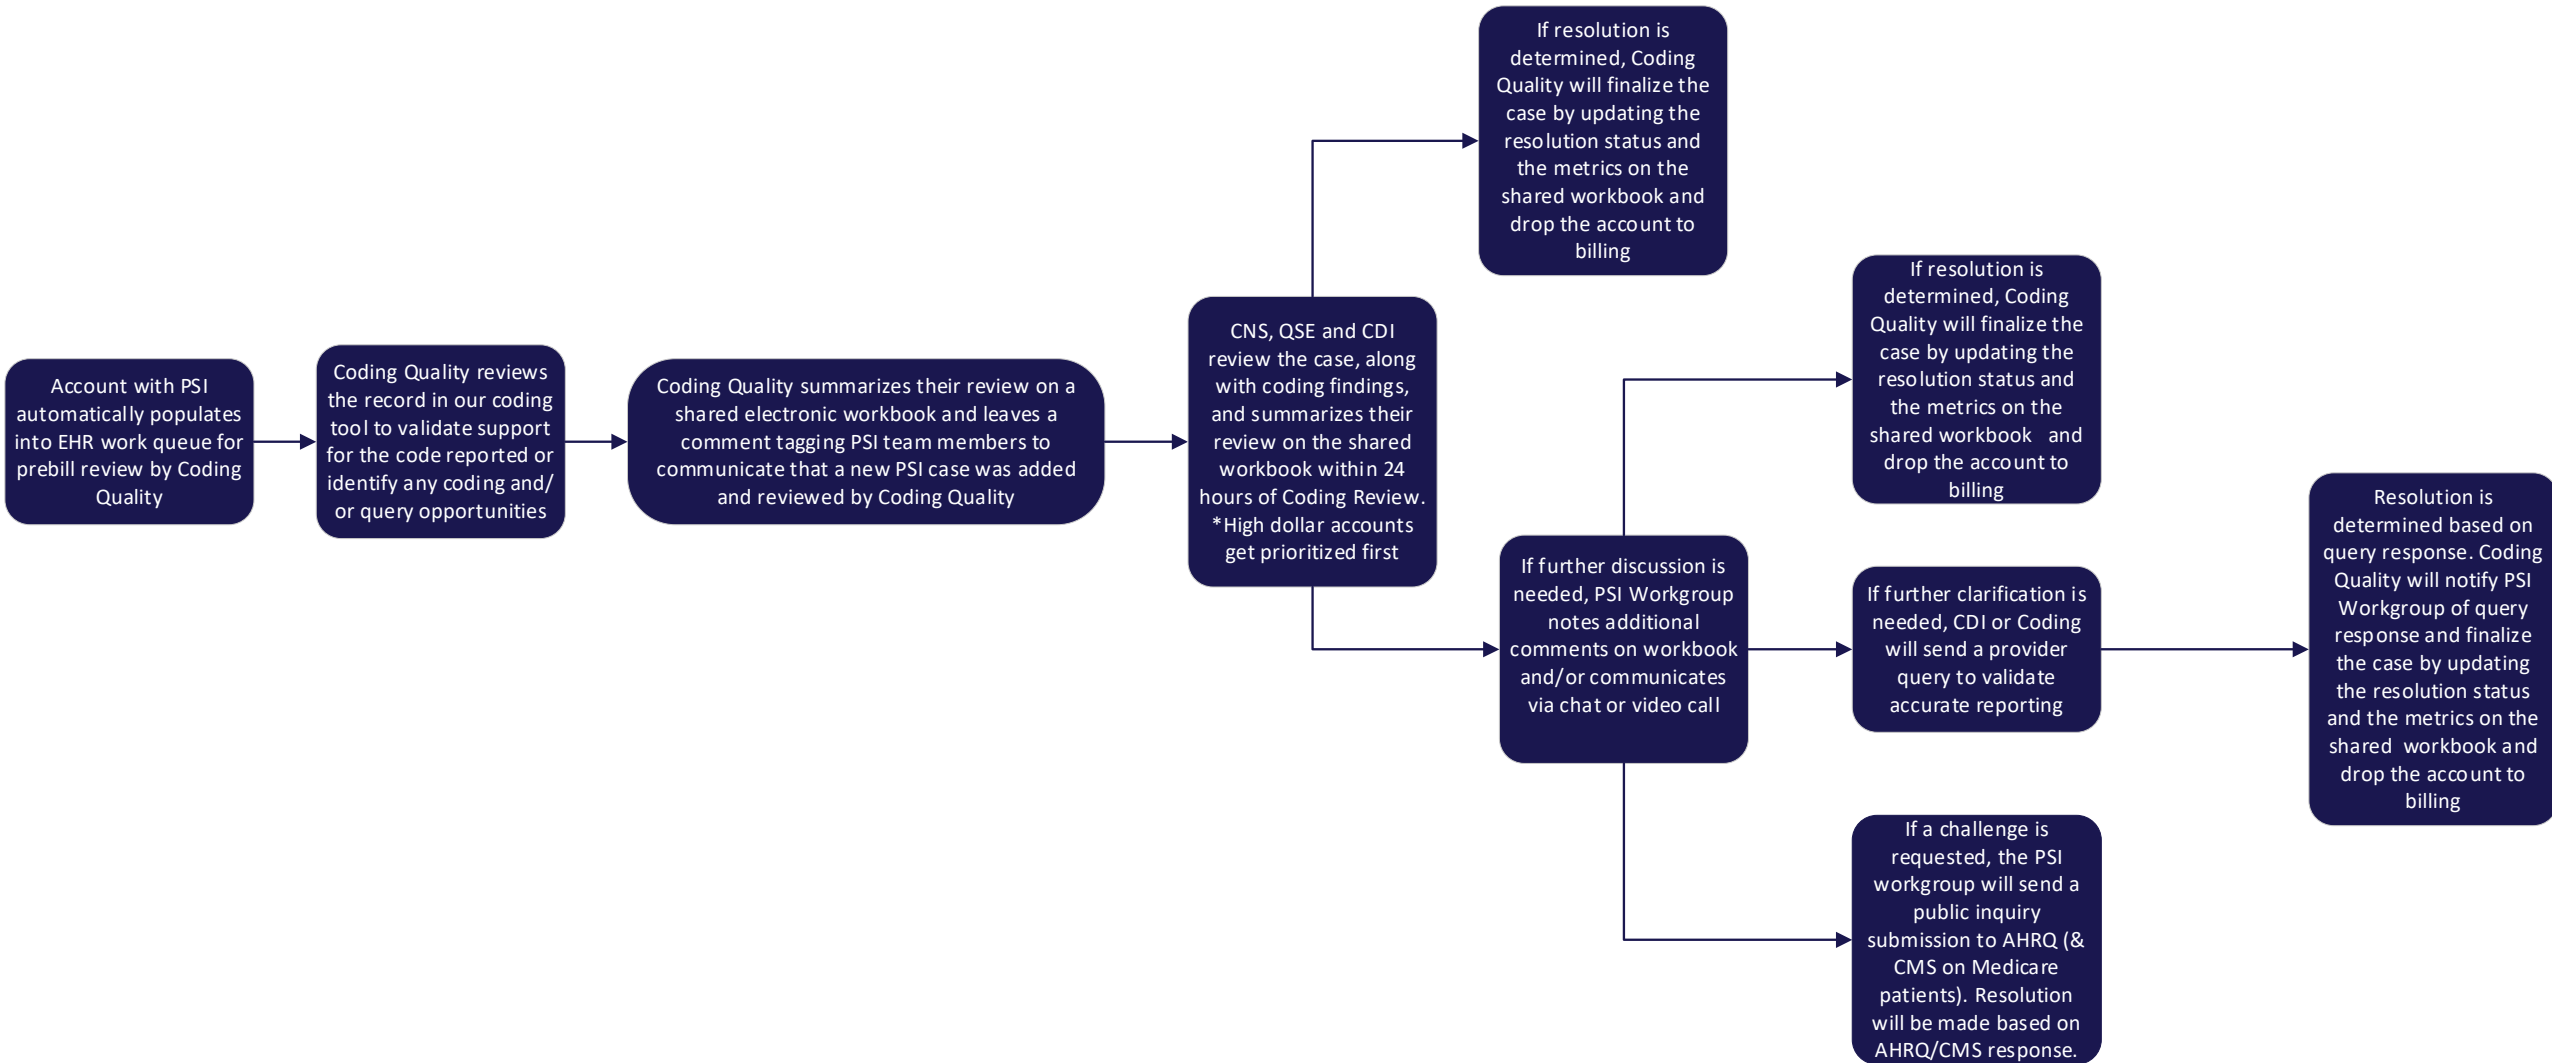 Account with PSI
automatically populates
into EHR work queue for
prebill review by Coding
Quality
Coding Quality reviews
the record in our coding
tool to validate support
for the code reported or
identify any coding and/
or query opportunities
Coding Quality summarizes their review on a
shared electronic workbook and leaves a
comment tagging PSI team members to
communicate that a new PSI case was added
and reviewed by Coding Quality
CNS, QSE and CDI
review the case, along
with coding findings,
and summarizes their
review on the shared
workbook within 24
hours of Coding Review.
*High dollar accounts
get prioritized first
If resolution is
determined, Coding
Quality will finalize the
case by updating the
resolution status and
the metrics on the
shared workbook and
drop the account to
billing
If further discussion is
needed, PSI Workgroup
notes additional
comments on workbook
and/or communicates
via chat or video call
If resolution is
determined, Coding
Quality will finalize the
case by updating the
resolution status and
the metrics on the
shared workbook and
drop the account to
billing
If further clarification is
needed, CDI or Coding
will send a provider
query to validate
accurate reporting
Resolution is
determined based on
query response. Coding
Quality will notify PSI
Workgroup of query
response and finalize
the case by updating
the resolution status
and the metrics on the
shared workbook and
drop the account to
billing
If a challenge is
requested, the PSI
workgroup will send a
public inquiry
submission to AHRQ (&
CMS on Medicare
patients). Resolution
will be made based on
AHRQ/CMS response.